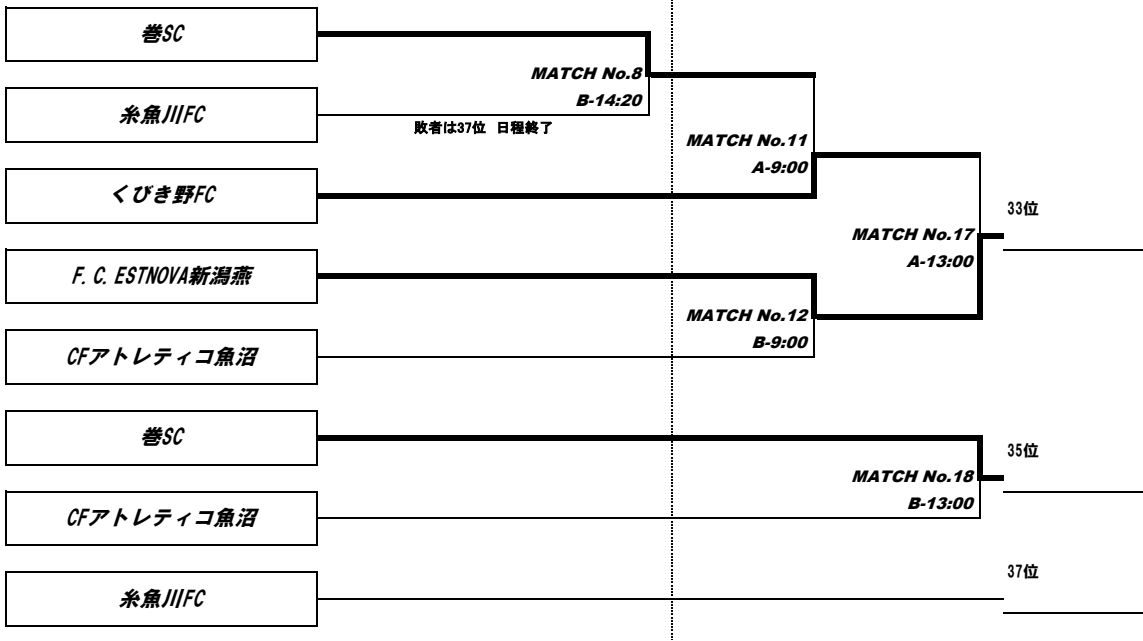 巻SC
MATCH No.8
B-14:20
糸魚川FC
敗者は37位 日程終了
MATCH No.11
A-9:00
くびき野FC
33位
MATCH No.17
A-13:00
F.C.ESTNOVA新潟燕
MATCH No.12
B-9:00
CFアトレティコ魚沼
巻SC
35位
MATCH No.18
B-13:00
CFアトレティコ魚沼
37位
糸魚川FC